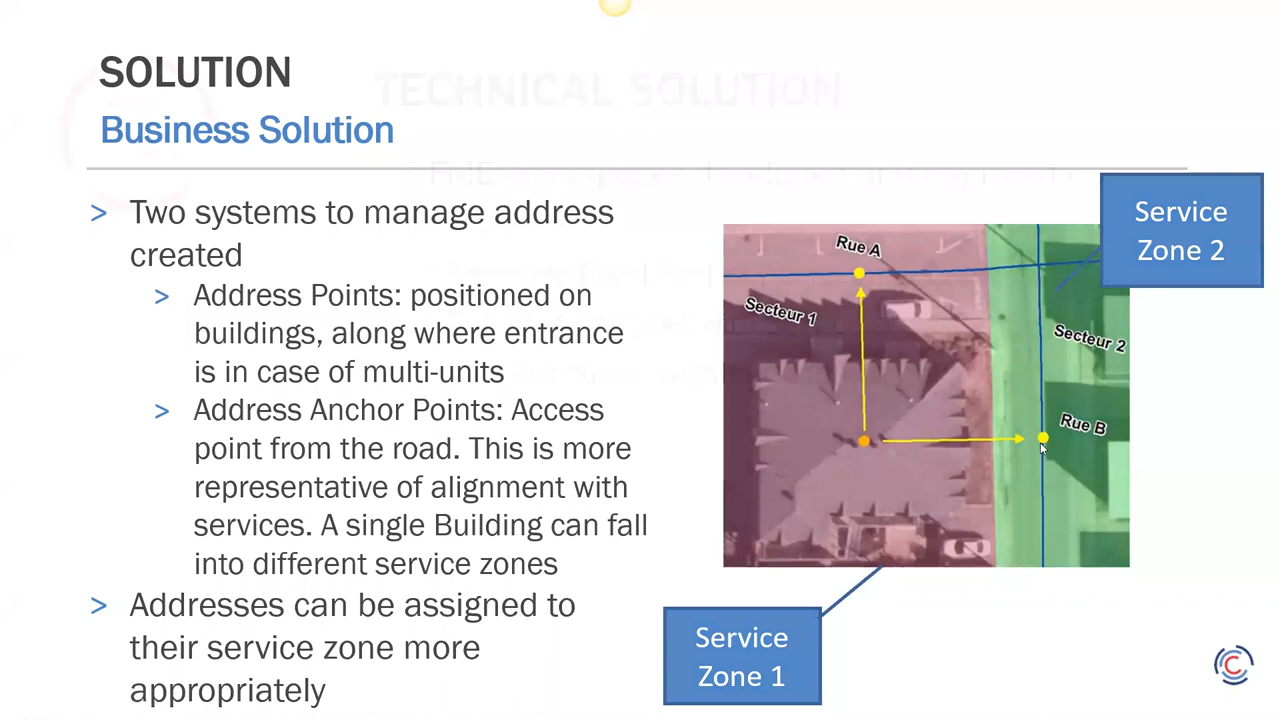 SOLUTION
TECHNICAL SOLUTION
Business Solution
> Two systems to manage address
created
> Address Points: positioned on
buildings, along where entrance
is in case of multi-units
> Address Anchor Points: Access
point from the road. This is more
representative of alignment with
services. A single Building can fall
into different service zones
> Addresses can be assigned to
their service zone more
appropriately
Service
Zone 2
Rue A
Secteur 1
Secteur 2
Rue B
Service
Zone 1
C